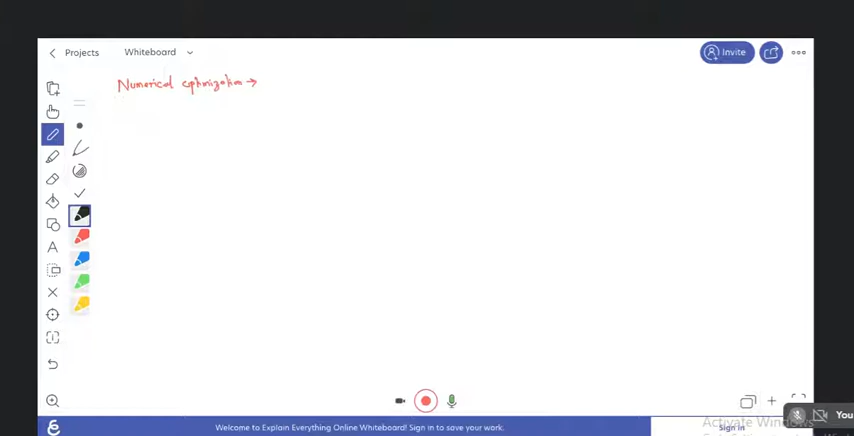 Projects Whiteboard Invite
Numerical optimization →
A
Activate Windows
You
Welcome to Explain Everything Online Whiteboard! Sign in to save your work. Sign in